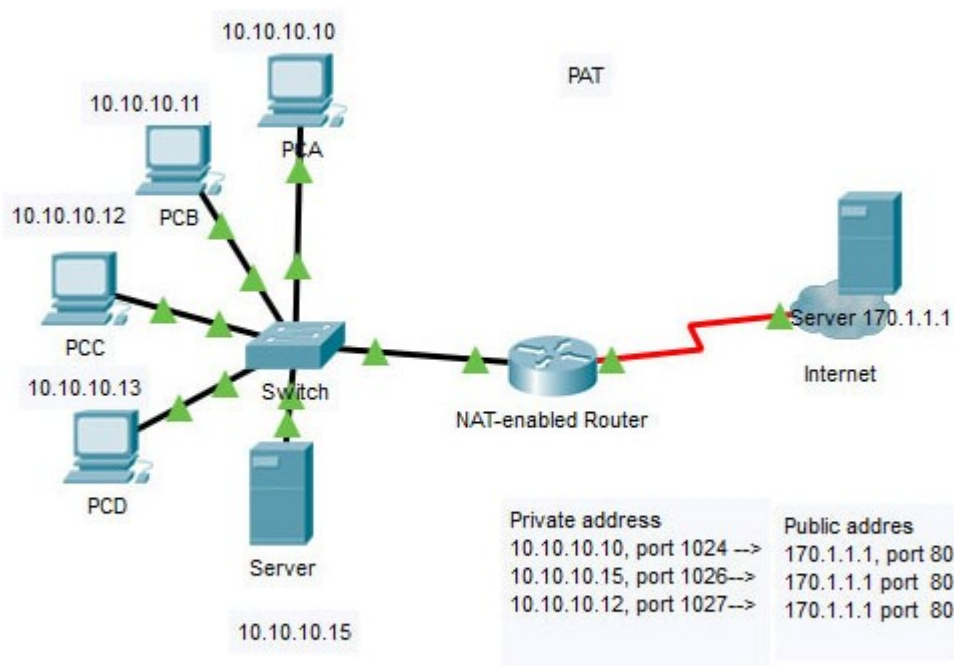 10.10.10.10
PAT
10.10.10.11
PCA
10.10.10.12
PCB
Server 170.1.1.1
PCC
Internet
10.10.10.13
Switch
NAT-enabled Router
PCD
Server
10.10.10.15
Private address
10.10.10.10, port 1024 -->
10.10.10.15, port 1026-->
10.10.10.12, port 1027-->
Public addres
170.1.1.1, port 80
170.1.1.1 port 80
170.1.1.1 port 80